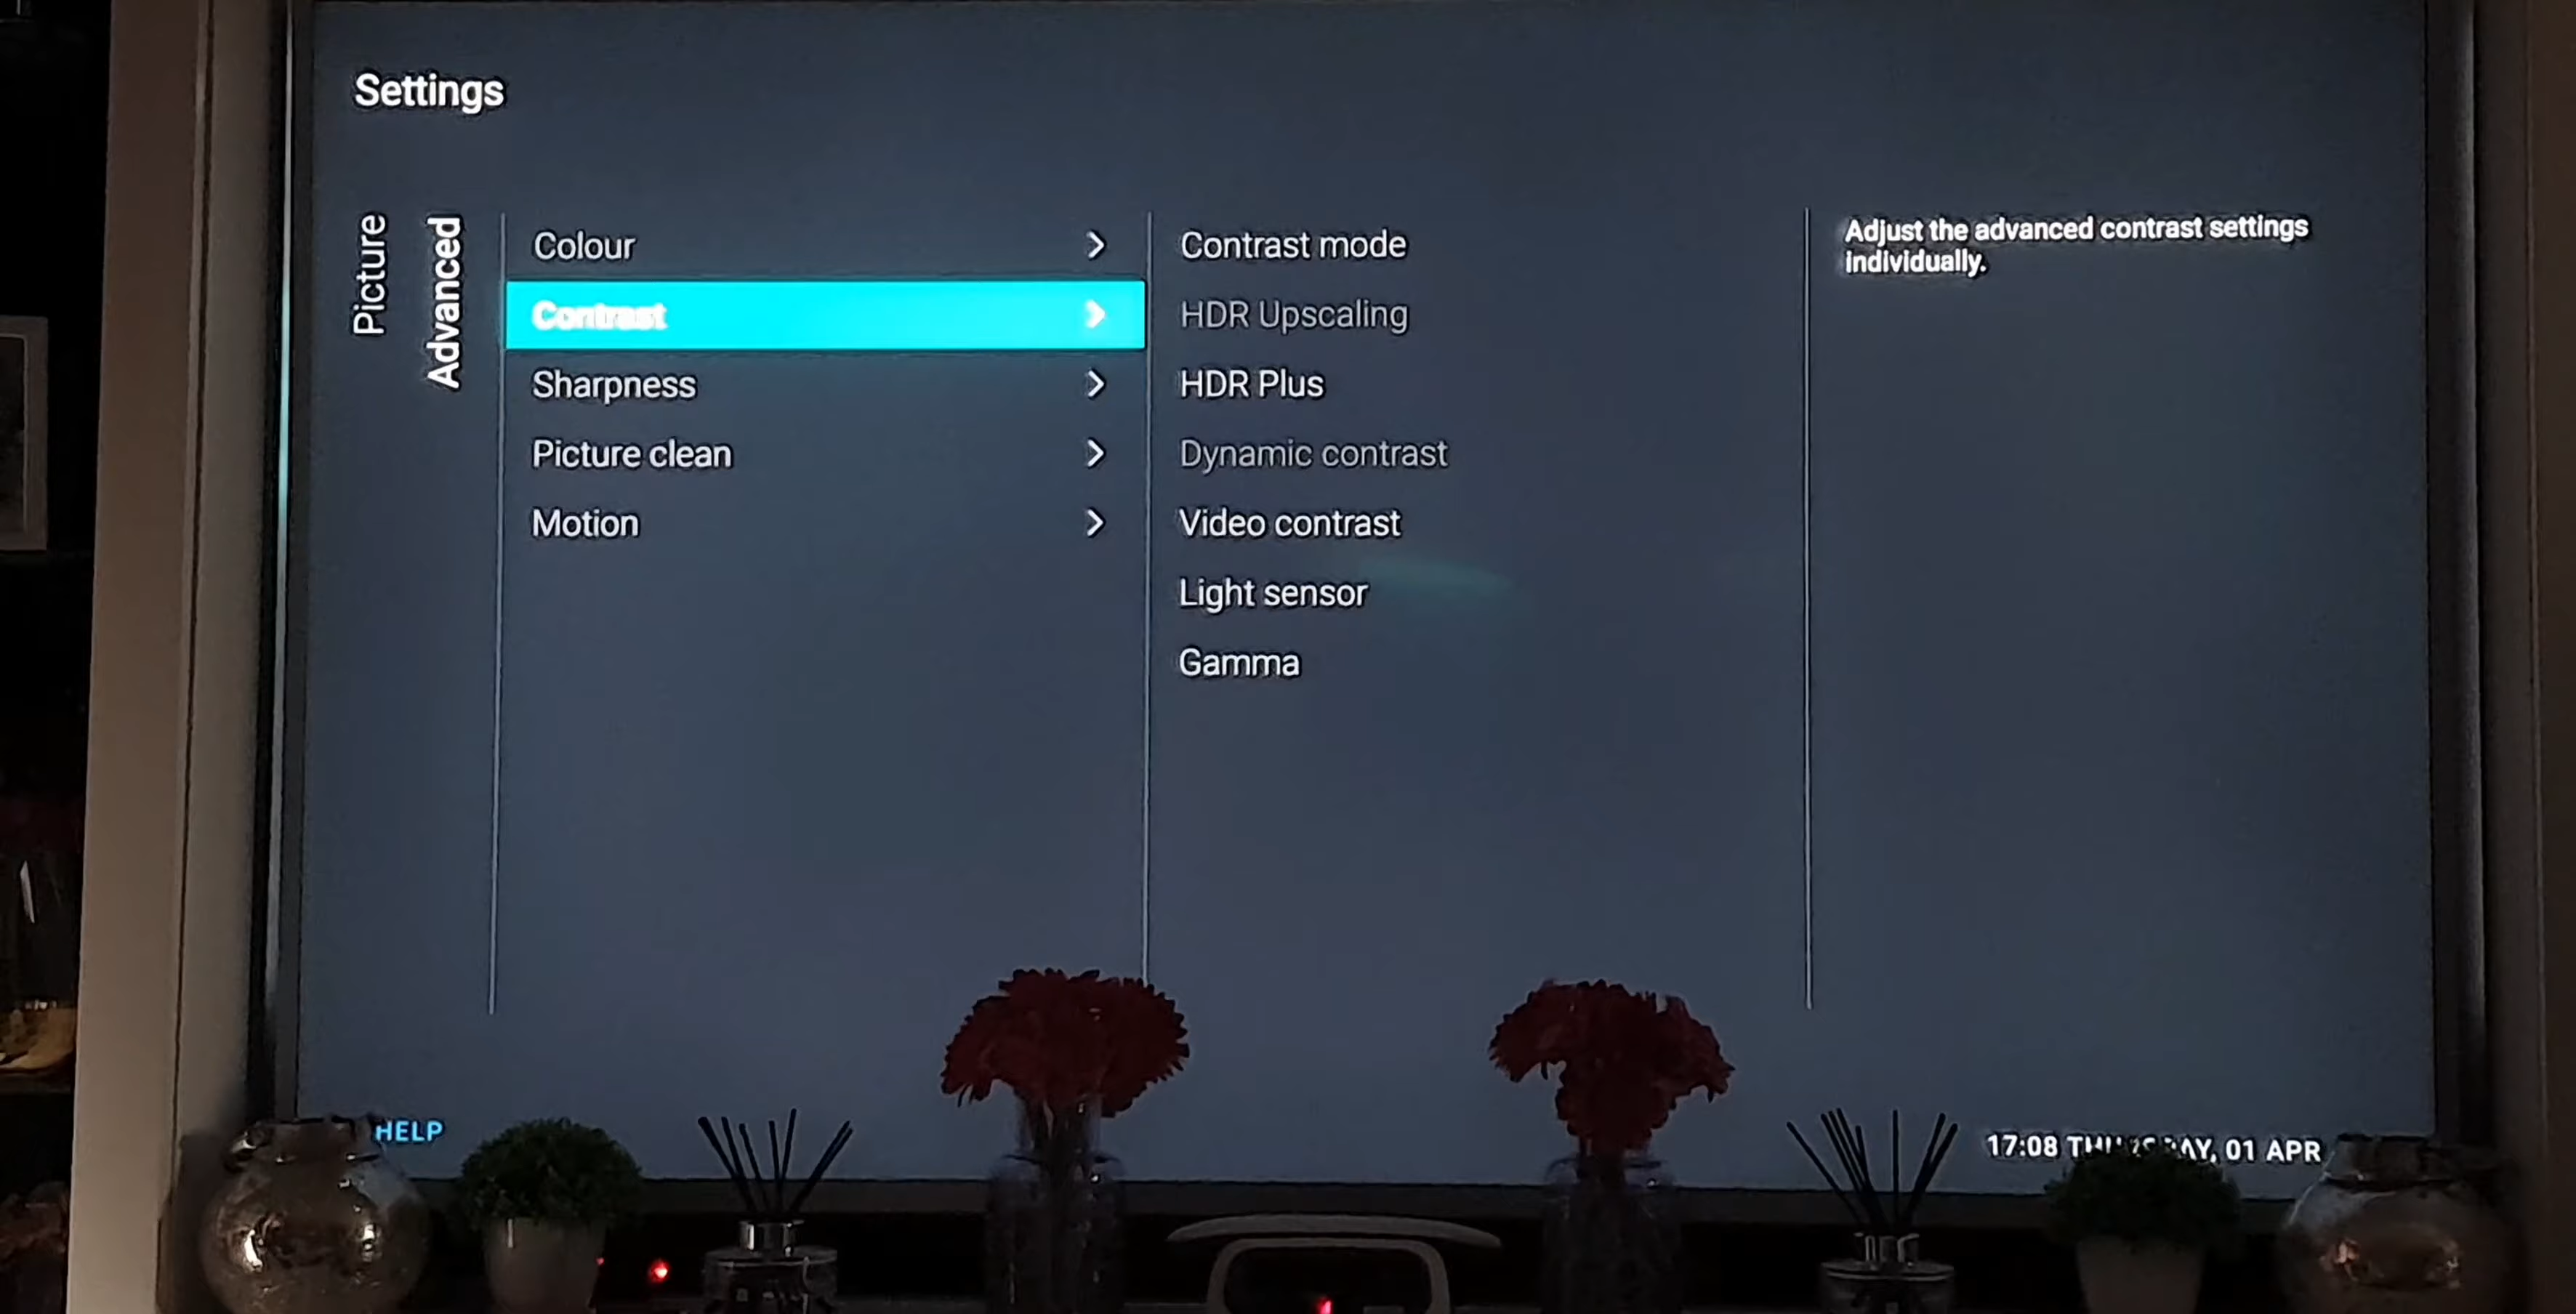 Settings
Picture
Advanced
Colour
Contrast
Sharpness
Picture clean
Motion
Contrast mode
HDR Upscaling
HDR Plus
Dynamic contrast
Video contrast
Light sensor
Gamma
Adjust the advanced contrast settings
individually.
HELP
17:08 THURSDAY, 01 APR